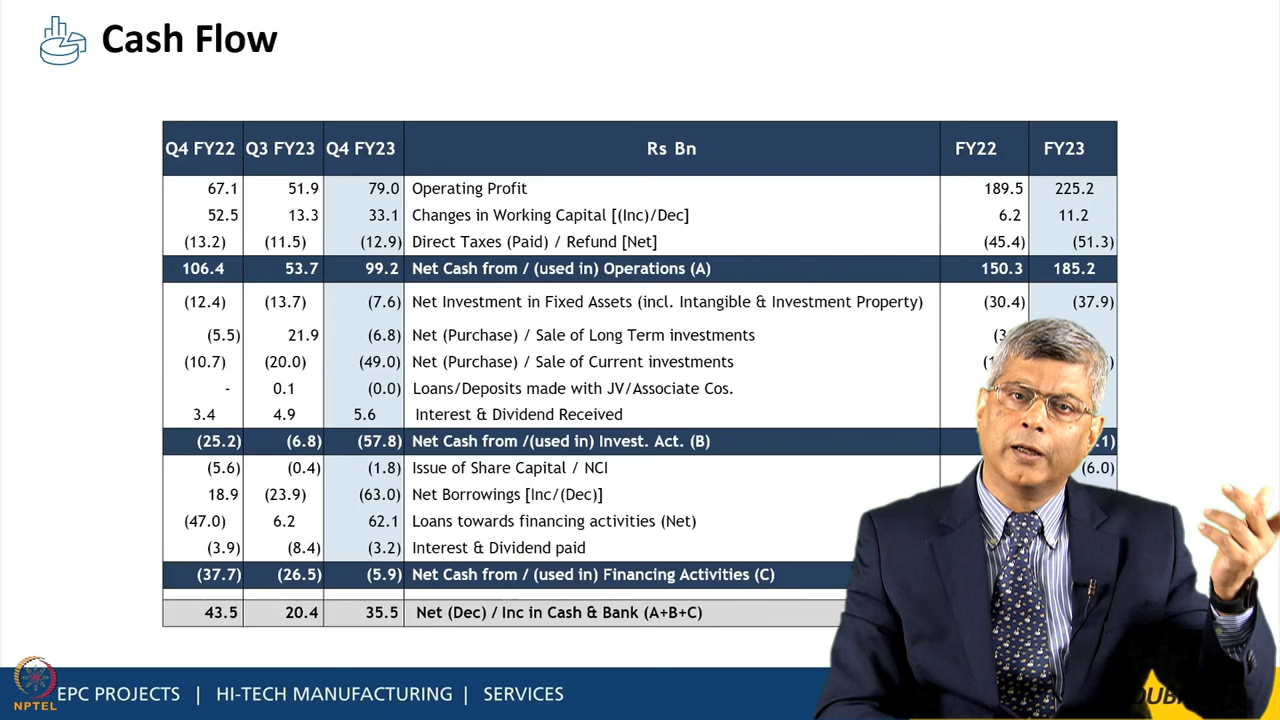 Cash Flow
Q4 FY22 Q3 FY23 Q4 FY23 Rs Bn FY22 FY23
67.1 51.9 79.0 Operating Profit 189.5 225.2
52.5 13.3 33.1 Changes in Working Capital [(Inc)/Dec] 6.2 11.2
(13.2) (11.5) (12.9) Direct Taxes (Paid) / Refund [Net] (45.4) (51.3)
106.4 53.7 99.2 Net Cash from / (used in) Operations (A) 150.3 185.2
(12.4) (13.7) (7.6) Net Investment in Fixed Assets (incl. Intangible & Investment Property) (30.4) (37.9)
(5.5) 21.9 (6.8) Net (Purchase) / Sale of Long Term investments
(10.7) (20.0) (49.0) Net (Purchase) / Sale of Current investments
- 0.1 (0.0) Loans/Deposits made with JV/Associate Cos.
3.4 4.9 5.6 Interest & Dividend Received
(25.2) (6.8) (57.8) Net Cash from /(used in) Invest. Act. (B)
(5.6) (0.4) (1.8) Issue of Share Capital / NCI (6.0)
18.9 (23.9) (63.0) Net Borrowings [Inc/(Dec)]
(47.0) 6.2 62.1 Loans towards financing activities (Net)
(3.9) (8.4) (3.2) Interest & Dividend paid
(37.7) (26.5) (5.9) Net Cash from / (used in) Financing Activities (C)
43.5 20.4 35.5 Net (Dec) / Inc in Cash & Bank (A+B+C)
EPC PROJECTS | HI-TECH MANUFACTURING | SERVICES
NPTEL